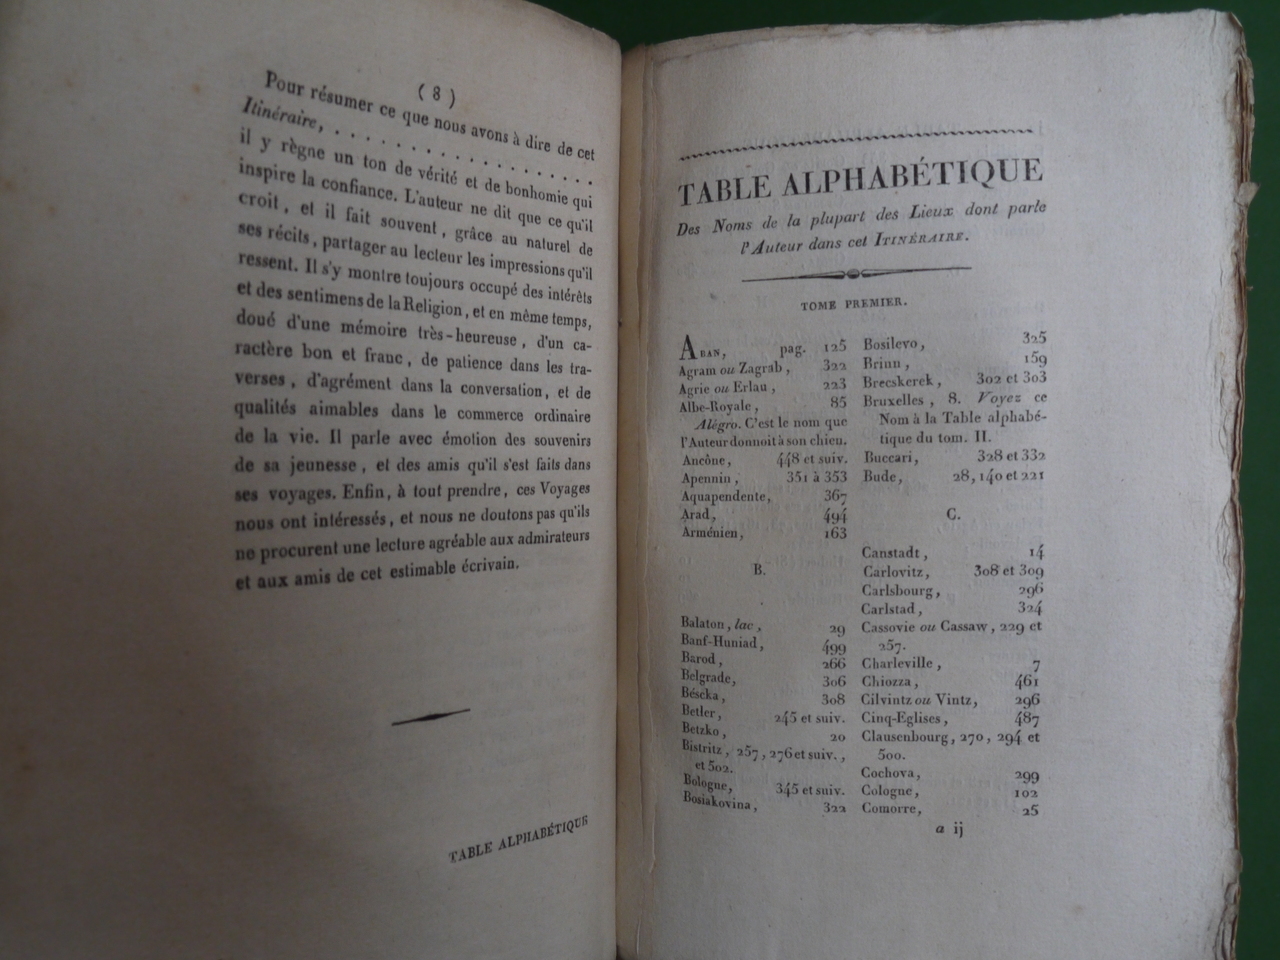 ( 8 )
Pour résumer ce que nous avons à dire de cet
Itinéraire, . . . . . . . . . . . . . . . . .
il y règne un ton de vérité et de bonhomie qui
inspire la confiance. L'auteur ne dit que ce qu'il
croit, et il fait souvent, grâce au naturel de
ses récits, partager au lecteur les impressions qu'il
ressent. Il s'y montre toujours occupé des intérêts
et des sentimens de la Religion, et en même temps,
doué d'une mémoire très-heureuse, d'un ca-
ractère bon et franc, de patience dans les tra-
verses, d'agrément dans la conversation, et de
qualités aimables dans le commerce ordinaire
de la vie. Il parle avec émotion des souvenirs
de sa jeunesse, et des amis qu'il s'est faits dans
ses voyages. Enfin, à tout prendre, ces Voyages
nous ont intéressés, et nous ne doutons pas qu'ils
ne procurent une lecture agréable aux admirateurs
et aux amis de cet estimable écrivain.
TABLE ALPHABÉTIQUE
TABLE ALPHABÉTIQUE
Des Noms de la plupart des Lieux dont parle
l'Auteur dans cet ITINÉRAIRE.
TOME PREMIER.
ABAN, pag. 125
Agram ou Zagrab, 322
Agrie ou Erlau, 223
Albe-Royale, 85
Alègro. C'est le nom que
l'Auteur donnoit à son chien.
Ancône, 448 et suiv.
Apennin, 351 à 353
Aquapendente, 367
Arad, 494
Arménien, 163
B.
Balaton, lac, 29
Banf-Huniad, 499
Barod, 266
Belgrade, 306
Béscka, 308
Betler, 245 et suiv.
Betzko, 20
Bistritz, 257, 276 et suiv.,
et 502.
Bologne, 345 et suiv.
Bosiakovina, 322
Bosilevo, 325
Brinn, 159
Brecskerek, 302 et 303
Bruxelles, 8. Voyez ce
Nom à la Table alphabé-
tique du tom. II.
Buccari, 328 et 332
Bude, 28, 140 et 221
C.
Canstadt, 14
Carlovitz, 308 et 309
Carlsbourg, 296
Carlstad, 324
Cassovie ou Cassaw, 229 et
257.
Charleville, 7
Chiozza, 461
Cilvintz ou Vintz, 296
Cinq-Eglises, 487
Clausenbourg, 270, 294 et
500.
Cochova, 299
Cologne, 102
Comorre, 25
a ij